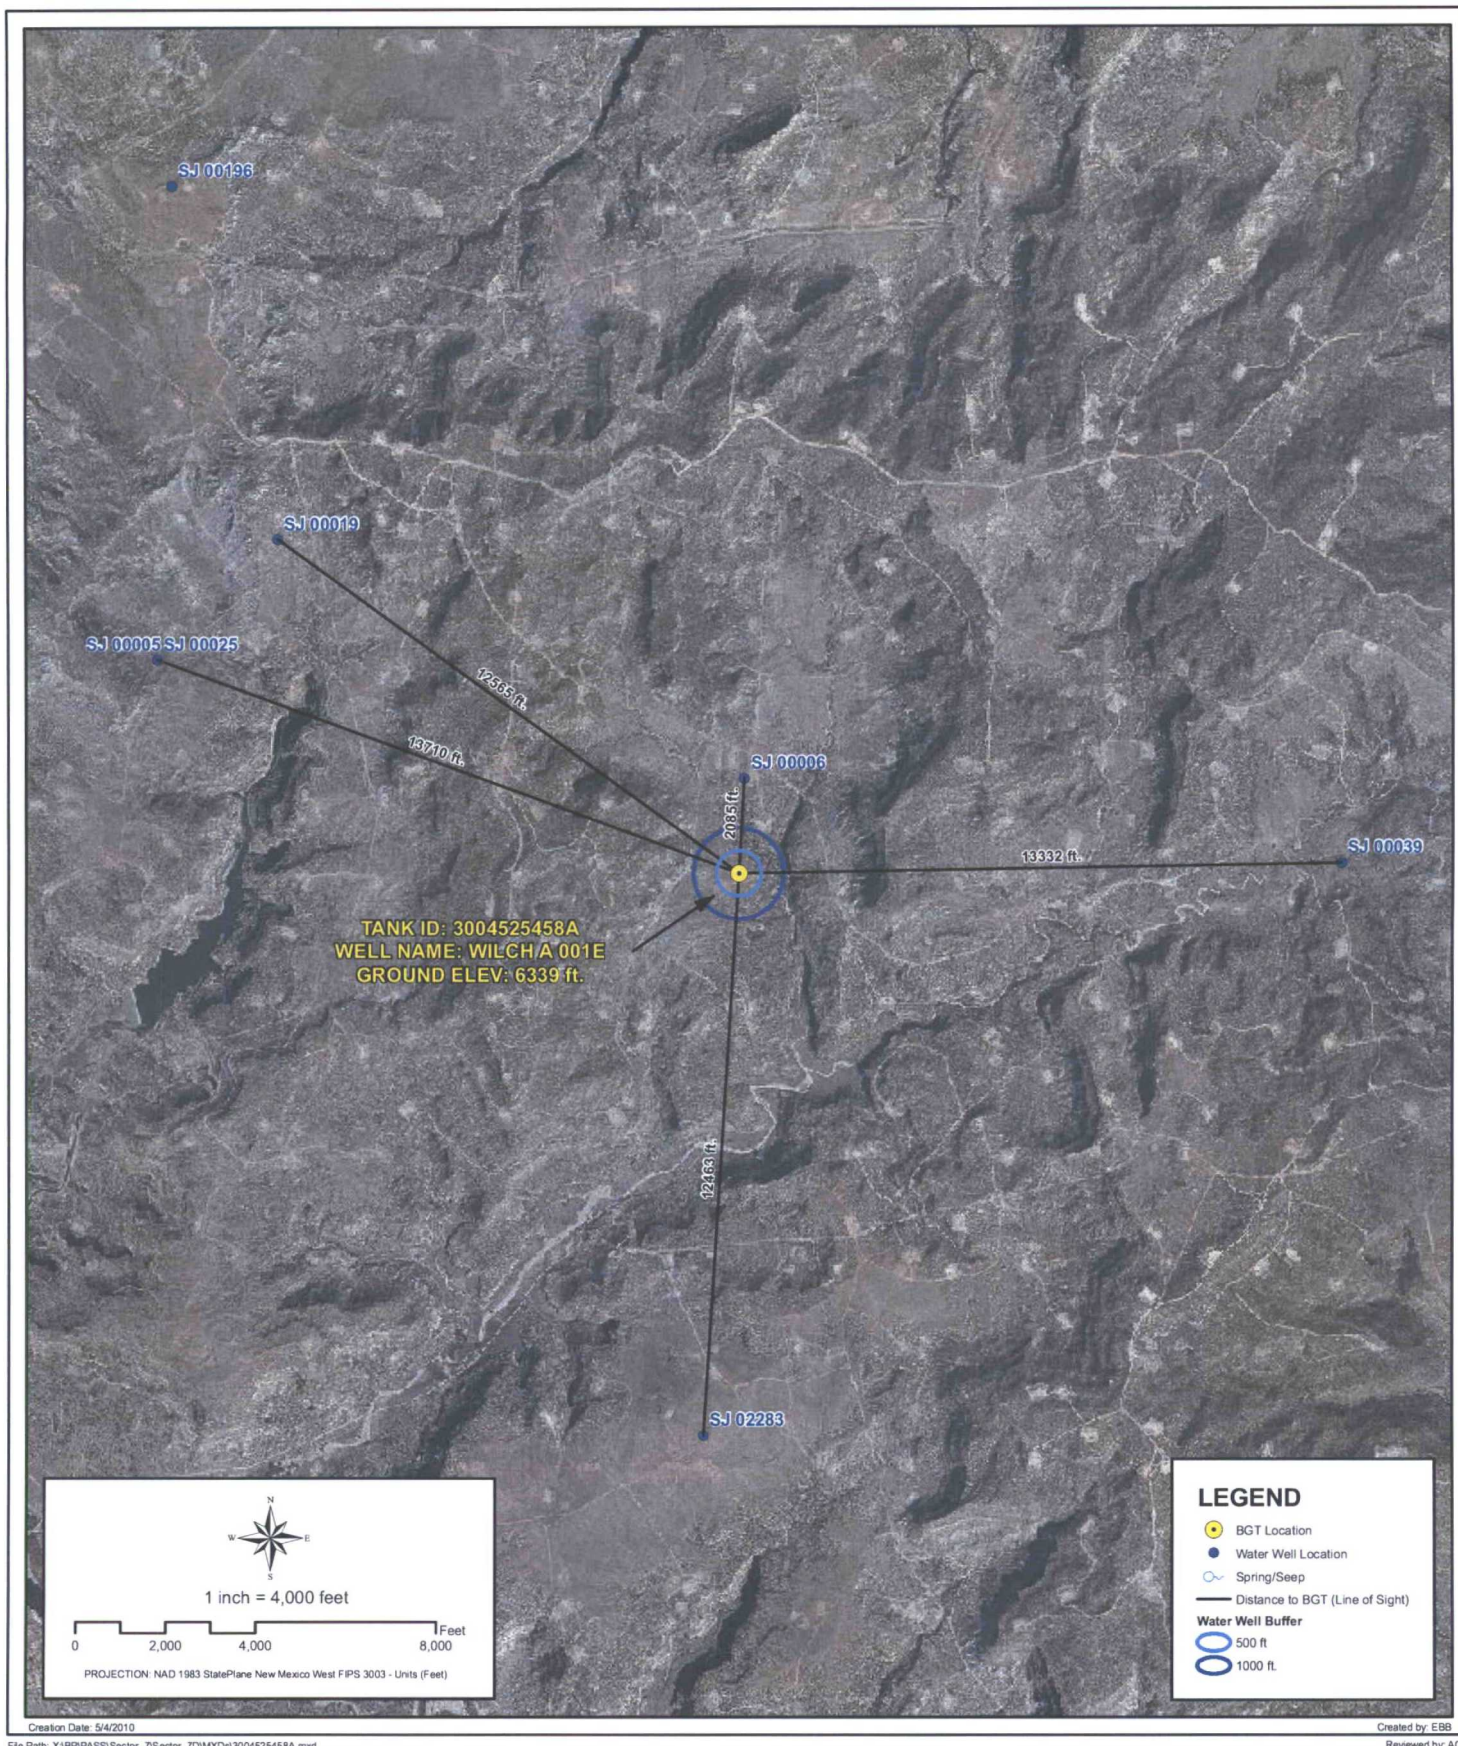 SJ 00196
SJ 00019
SJ 00005 SJ 00025
12565 ft.
13710 ft.
SJ 00006
2085 ft.
13332 ft.
SJ 00039
TANK ID: 3004525458A
WELL NAME: WILCH A 001E
GROUND ELEV: 6339 ft.
12463 ft.
SJ 02283
N
W E
S
1 inch = 4,000 feet
Feet
0 2,000 4,000 8,000
PROJECTION: NAD 1983 StatePlane New Mexico West FIPS 3003 - Units (Feet)
LEGEND
BGT Location
Water Well Location
Spring/Seep
Distance to BGT (Line of Sight)
Water Well Buffer
500 ft
1000 ft.
Creation Date: 5/4/2010
Created by: EBB